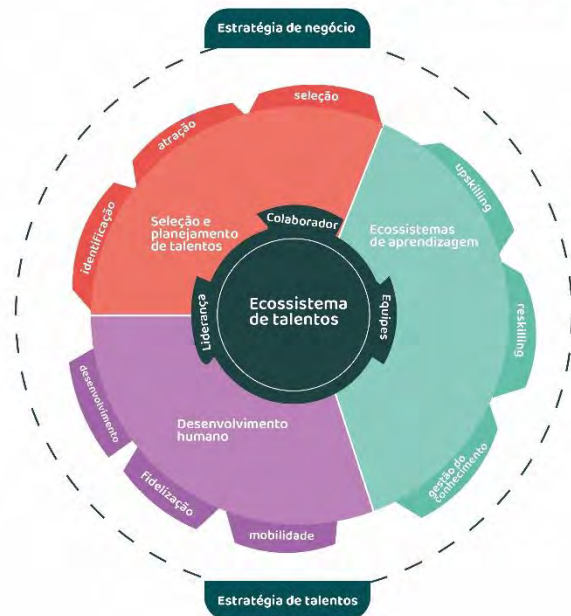 Estratégia de negócio
seleção
atração
identificação
Seleção e
planejamento
de talentos
Colaborador
Ecossistemas
de aprendizagem
upskilling
reskilling
gestão do
conhecimento
Liderança
Ecossistema
de talentos
Equipes
Desenvolvimento
humano
desenvolvimento
Fidelização
mobilidade
Estratégia de talentos